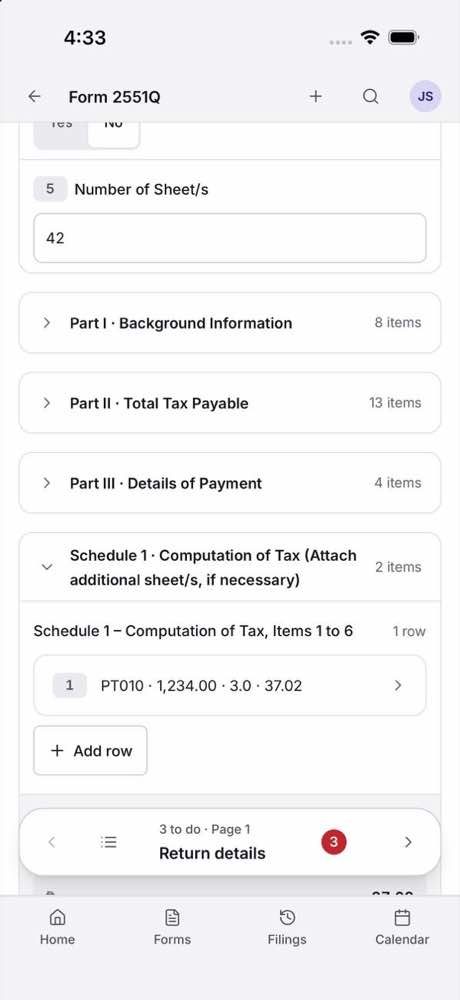 4:33
Form 2551Q
JS
Yes
No
5
Number of Sheet/s
42
Part I · Background Information
8 items
Part II · Total Tax Payable
13 items
Part III · Details of Payment
4 items
Schedule 1 · Computation of Tax (Attach
additional sheet/s, if necessary)
2 items
Schedule 1 – Computation of Tax, Items 1 to 6
1 row
1
PT010 · 1,234.00 · 3.0 · 37.02
Add row
3 to do · Page 1
Return details
3
Home
Forms
Filings
Calendar